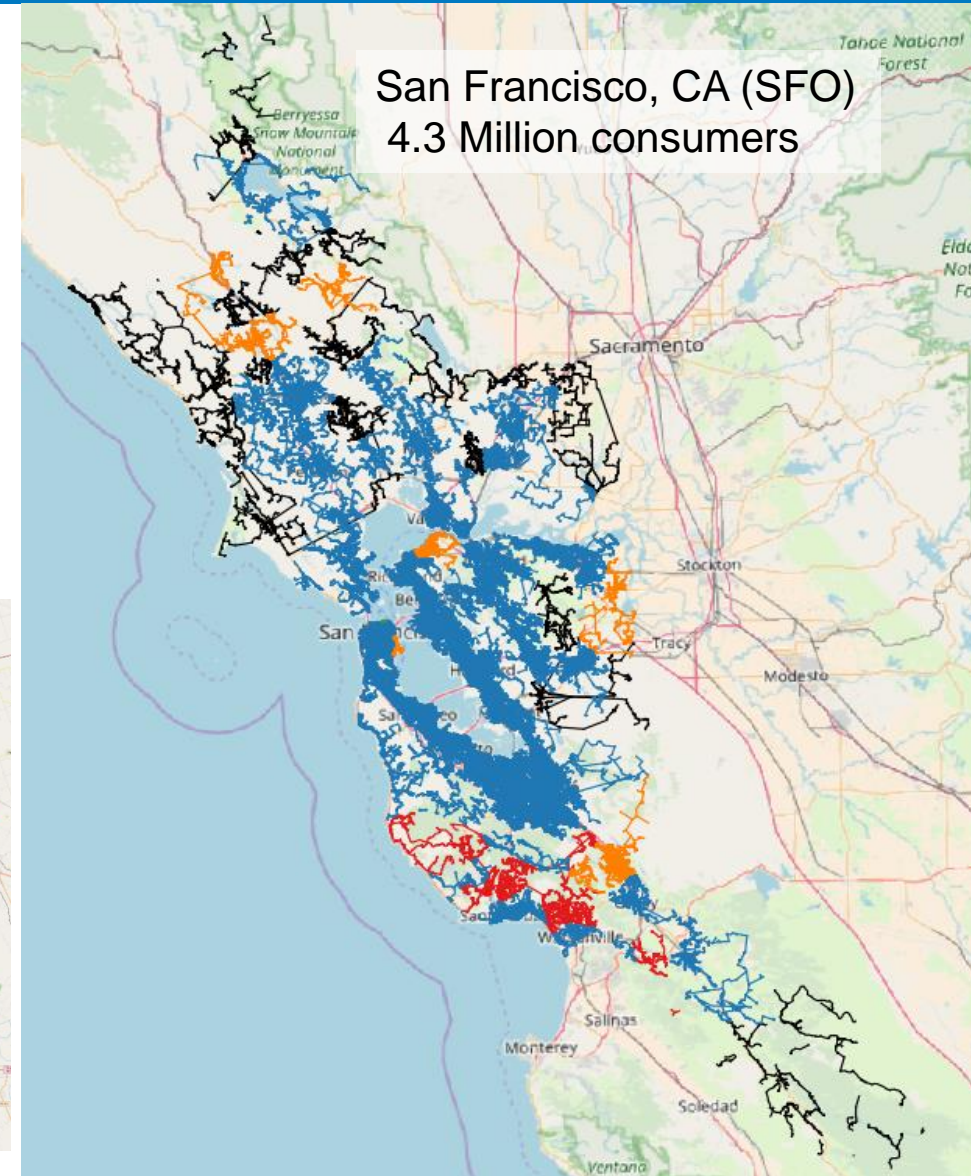 Tahoe National
Forest
San Francisco, CA (SFO)
4.3 Million consumers
Berryessa
Snow Mountain
National
Monument
Sacramento
Stockton
San
Tracy
Modesto
Salinas
Monterey
Soledad
Ventana